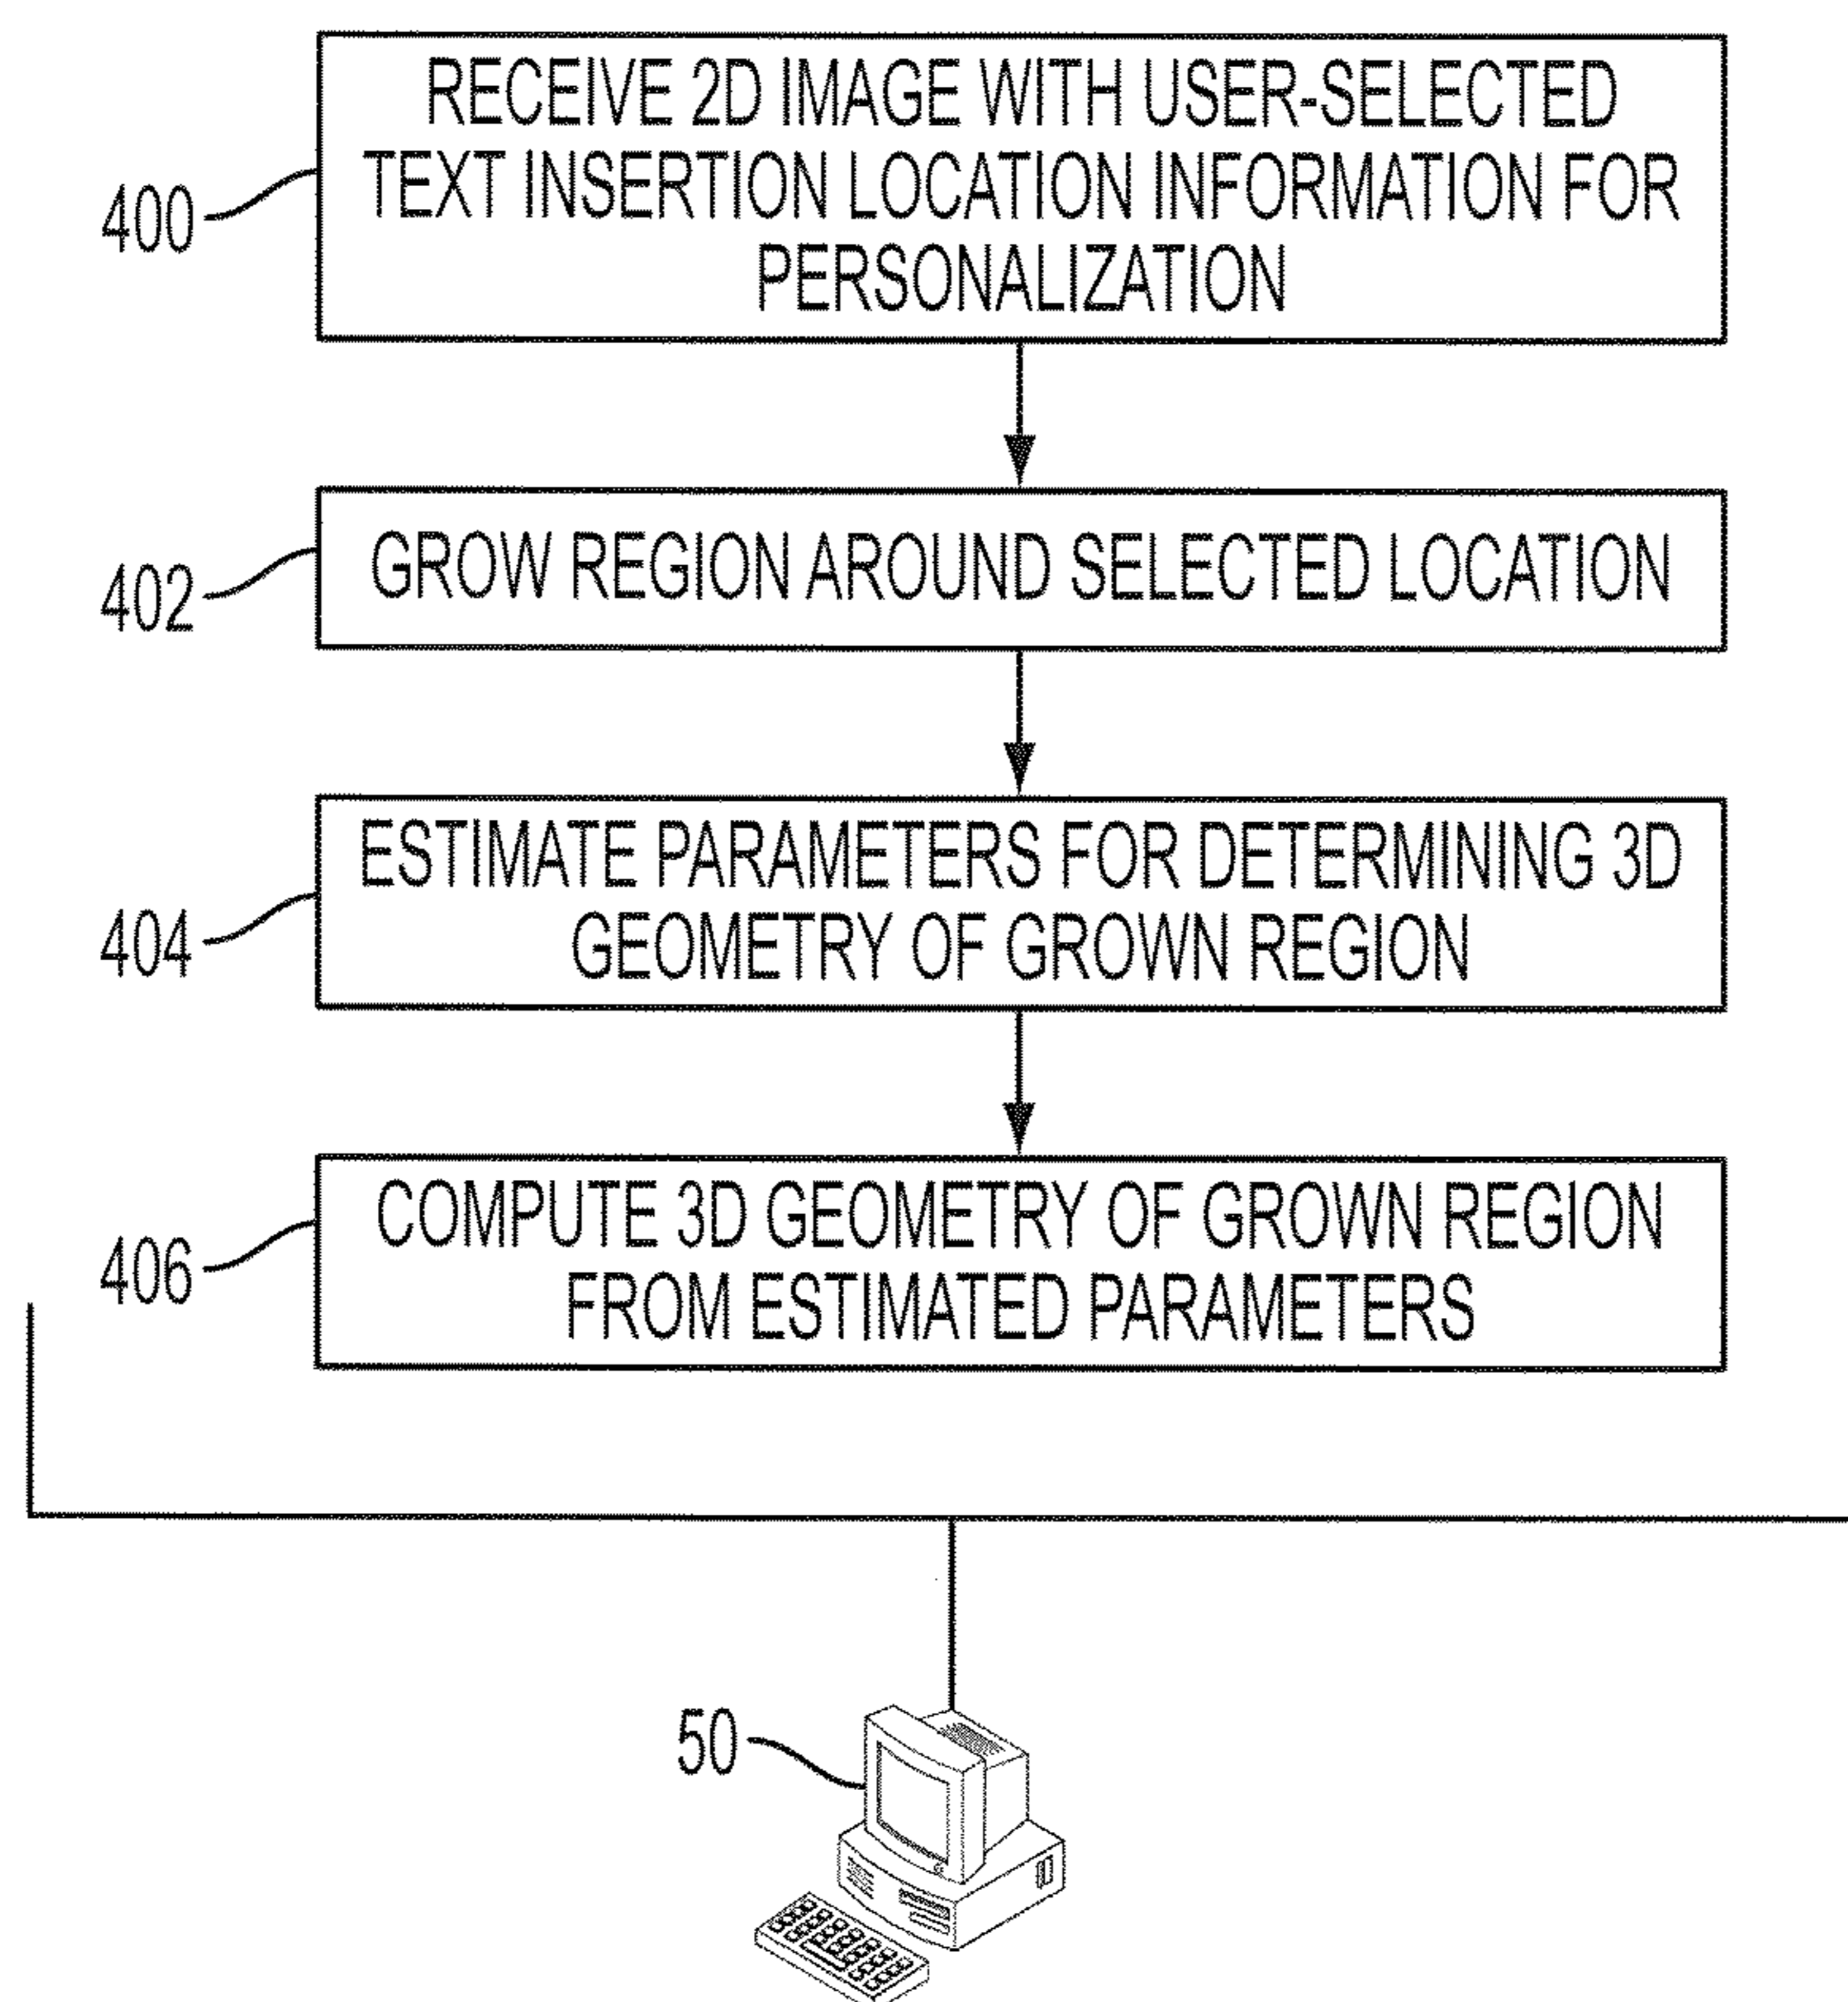 RECEIVE 2D IMAGE WITH USER-SELECTED
TEXT INSERTION LOCATION INFORMATION FOR
PERSONALIZATION
400
GROW REGION AROUND SELECTED LOCATION
402
ESTIMATE PARAMETERS FOR DETERMINING 3D
GEOMETRY OF GROWN REGION
404
COMPUTE 3D GEOMETRY OF GROWN REGION
FROM ESTIMATED PARAMETERS
406
50